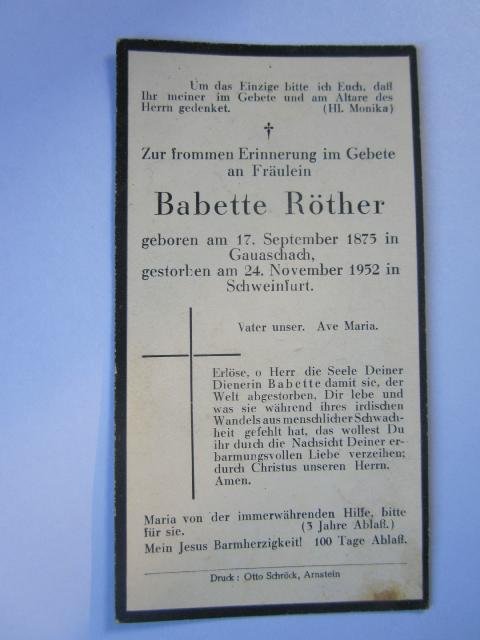 Um das Einzige bitte ich Euch, daß
Ihr meiner im Gebete und am Altare des
Herrn gedenket. (Hl. Monika)
†
Zur frommen Erinnerung im Gebete
an Fräulein
Babette Röther
geboren am 17. September 1875 in
Gauaschach,
gestorben am 24. November 1952 in
Schweinfurt.
Vater unser. Ave Maria.
Erlöse, o Herr die Seele Deiner
Dienerin Babette damit sie, der
Welt abgestorben, Dir lebe und
was sie während ihres irdischen
Wandels aus menschlicher Schwach-
heit gefehlt hat, das wollest Du
ihr durch die Nachsicht Deiner er-
barmungsvollen Liebe verzeihen;
durch Christus unseren Herrn.
Amen.
Maria von der immerwährenden Hilfe, bitte
für sie. (3 Jahre Ablaß.)
Mein Jesus Barmherzigkeit! 100 Tage Ablaß.
Druck: Otto Schröck, Arnstein